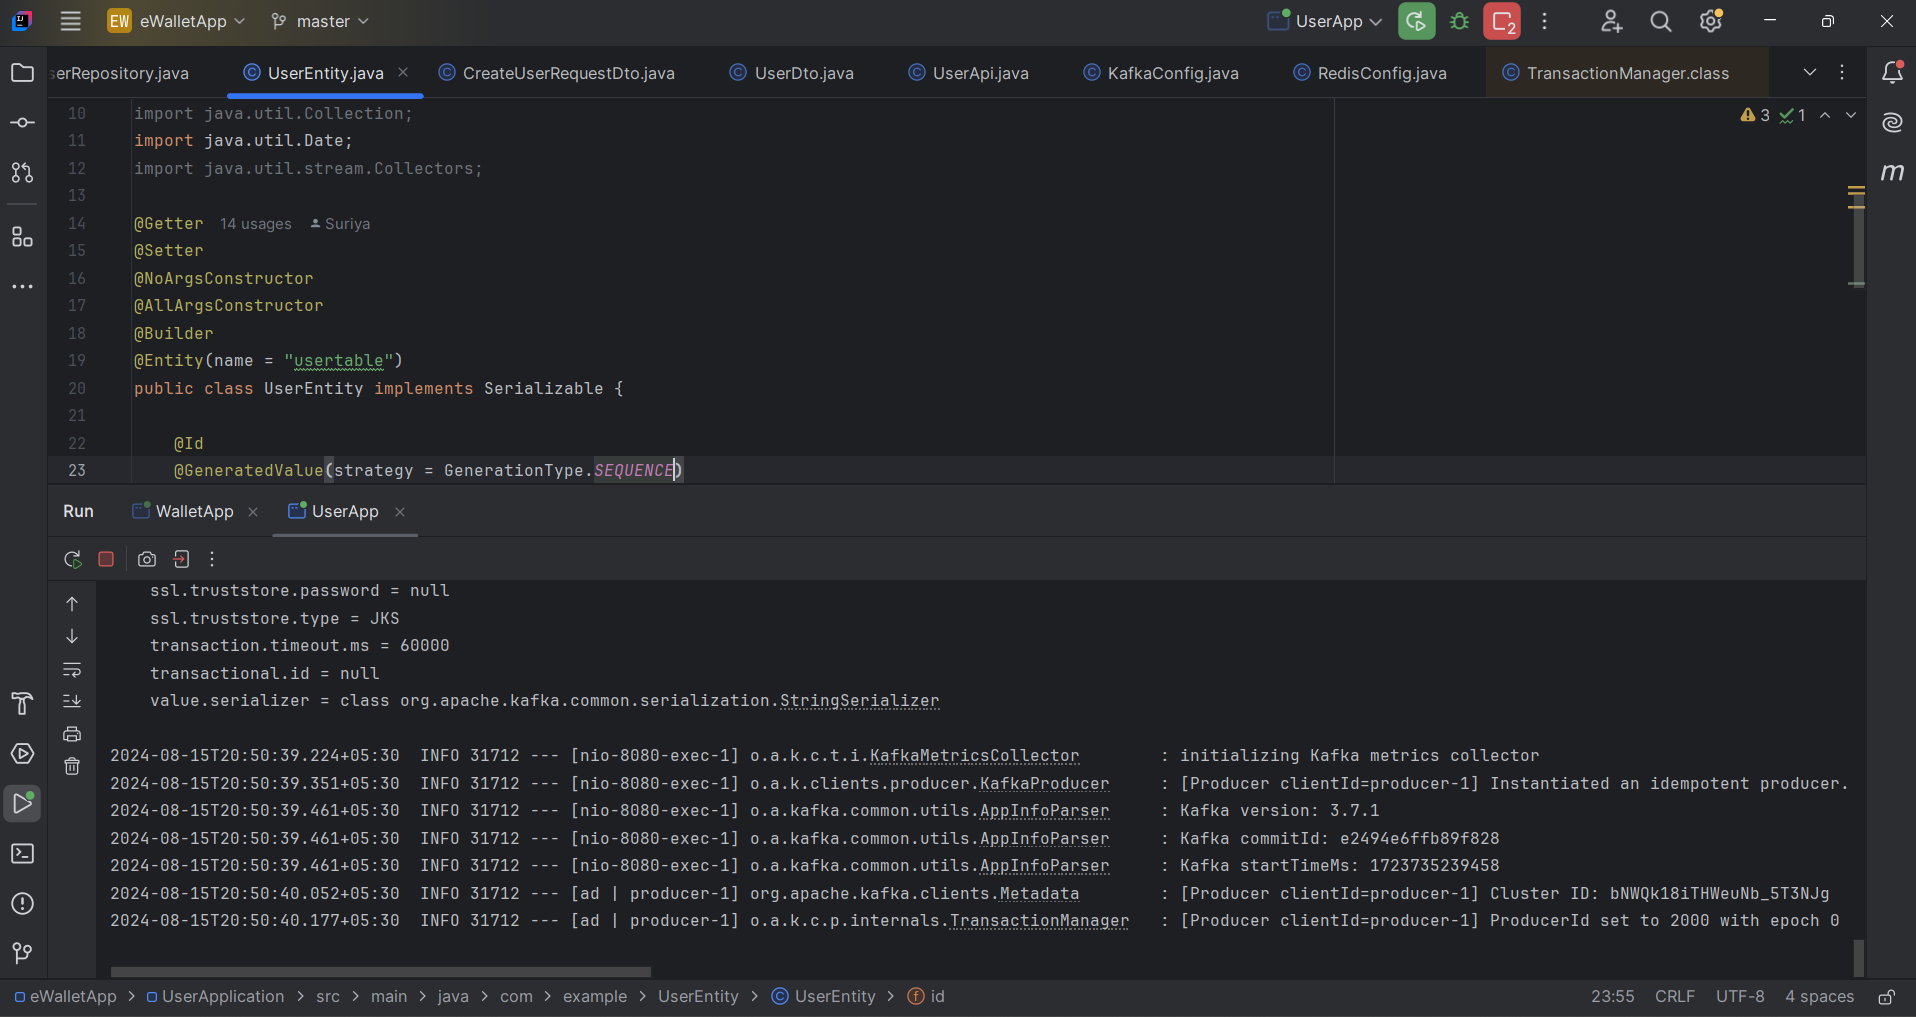 EW eWalletApp master UserApp 2
serRepository.java UserEntity.java CreateUserRequestDto.java UserDto.java UserApi.java KafkaConfig.java RedisConfig.java TransactionManager.class
3 1
10 import java.util.Collection;
11 import java.util.Date;
12 import java.util.stream.Collectors;
13
14 @Getter 14 usages Suriya
15 @Setter
16 @NoArgsConstructor
17 @AllArgsConstructor
18 @Builder
19 @Entity(name = "usertable")
20 public class UserEntity implements Serializable {
21
22 @Id
23 @GeneratedValue(strategy = GenerationType.SEQUENCE)
Run WalletApp UserApp
ssl.truststore.password = null
ssl.truststore.type = JKS
transaction.timeout.ms = 60000
transactional.id = null
value.serializer = class org.apache.kafka.common.serialization.StringSerializer
2024-08-15T20:50:39.224+05:30 INFO 31712 --- [nio-8080-exec-1] o.a.k.c.t.i.KafkaMetricsCollector : initializing Kafka metrics collector
2024-08-15T20:50:39.351+05:30 INFO 31712 --- [nio-8080-exec-1] o.a.k.clients.producer.KafkaProducer : [Producer clientId=producer-1] Instantiated an idempotent producer.
2024-08-15T20:50:39.461+05:30 INFO 31712 --- [nio-8080-exec-1] o.a.kafka.common.utils.AppInfoParser : Kafka version: 3.7.1
2024-08-15T20:50:39.461+05:30 INFO 31712 --- [nio-8080-exec-1] o.a.kafka.common.utils.AppInfoParser : Kafka commitId: e2494e6ffb89f828
2024-08-15T20:50:39.461+05:30 INFO 31712 --- [nio-8080-exec-1] o.a.kafka.common.utils.AppInfoParser : Kafka startTimeMs: 1723735239458
2024-08-15T20:50:40.052+05:30 INFO 31712 --- [ad | producer-1] org.apache.kafka.clients.Metadata : [Producer clientId=producer-1] Cluster ID: bNWQk18iTHWeuNb_5T3NJg
2024-08-15T20:50:40.177+05:30 INFO 31712 --- [ad | producer-1] o.a.k.c.p.internals.TransactionManager : [Producer clientId=producer-1] ProducerId set to 2000 with epoch 0
eWalletApp > UserApplication > src > main > java > com > example > UserEntity > UserEntity > id 23:55 CRLF UTF-8 4 spaces